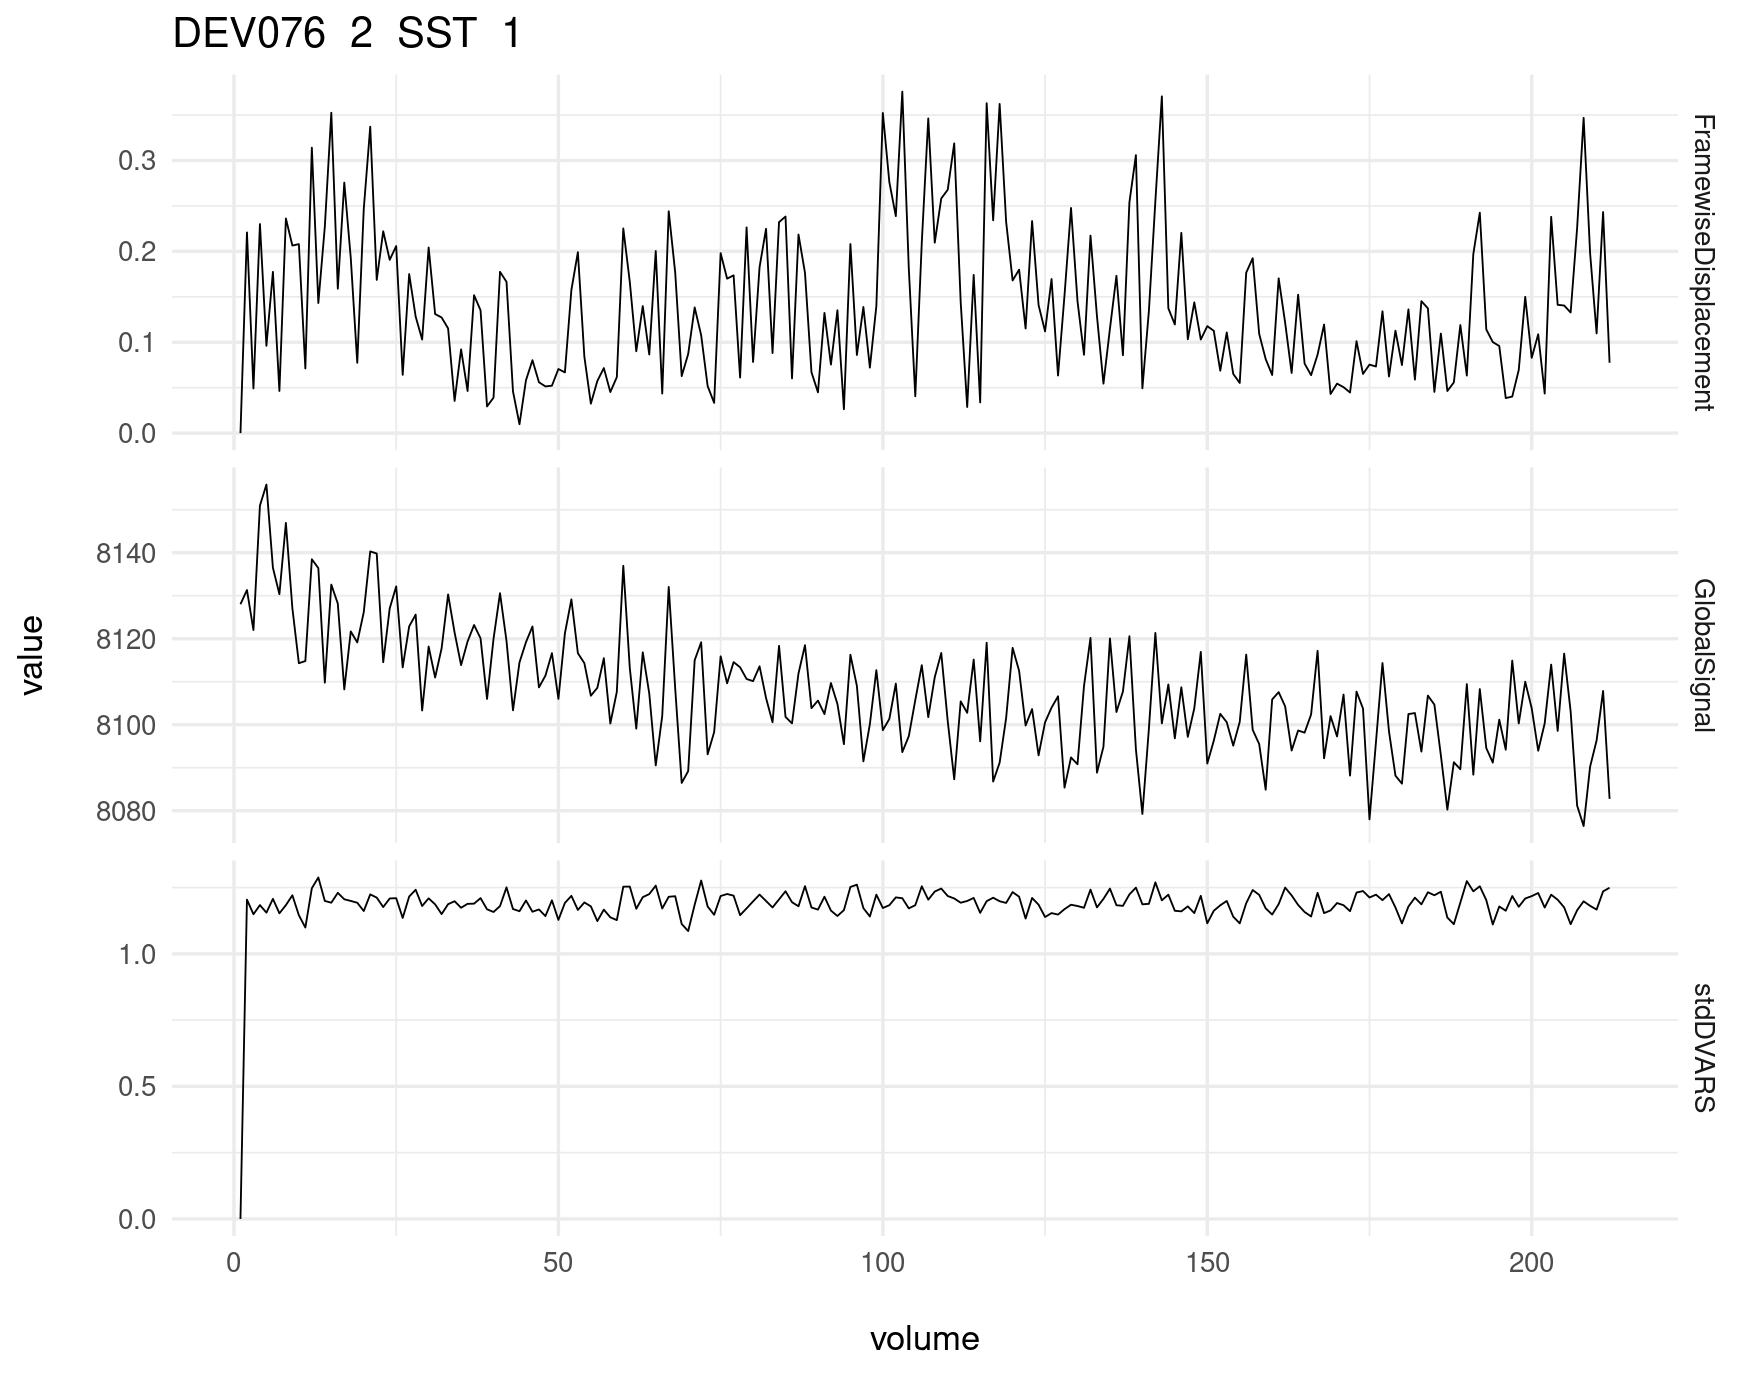 DEV076 2 SST 1
0.3
0.2
0.1
0.0
FramewiseDisplacement
8140
8120
8100
8080
GlobalSignal
1.0
0.5
0.0
stdDVARS
value
0 50 100 150 200
volume